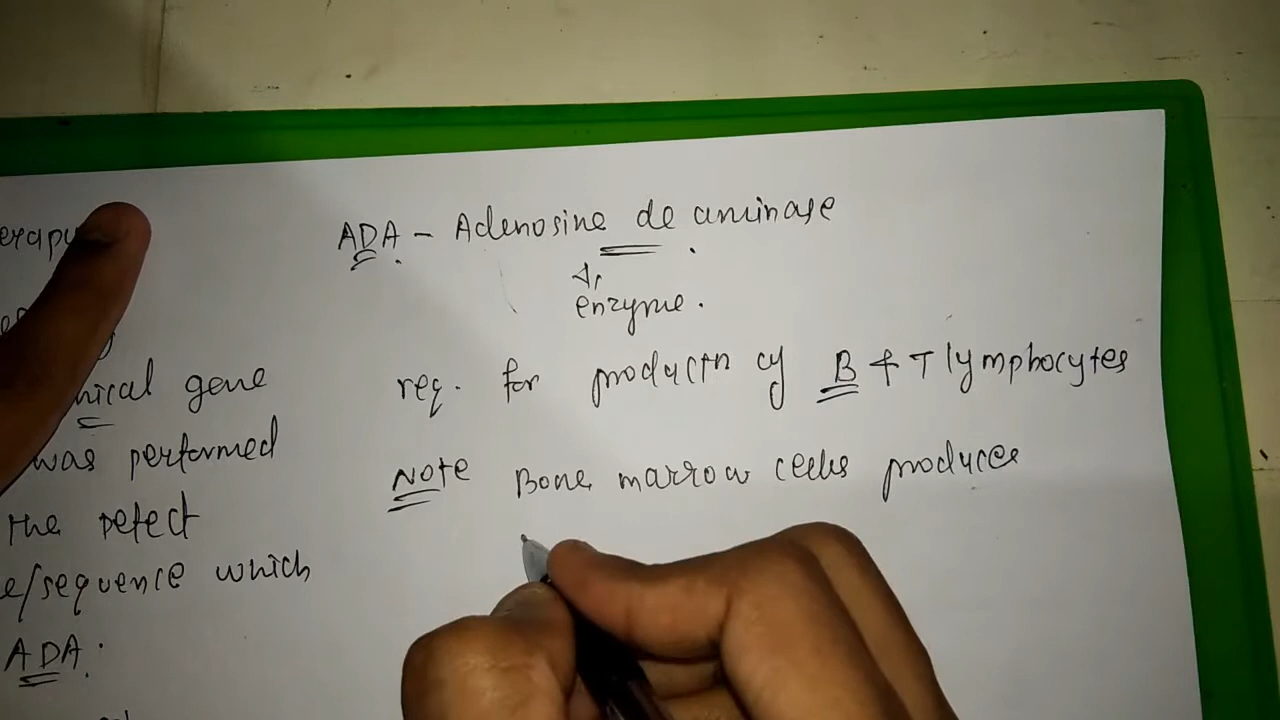 ADA - Adenosine de aminase
enzyme.
req. for productn of B & T lymphocytes
Note Bone marrow cells produces
erapy
nical gene
was performed
the defect
e/sequence which
ADA.